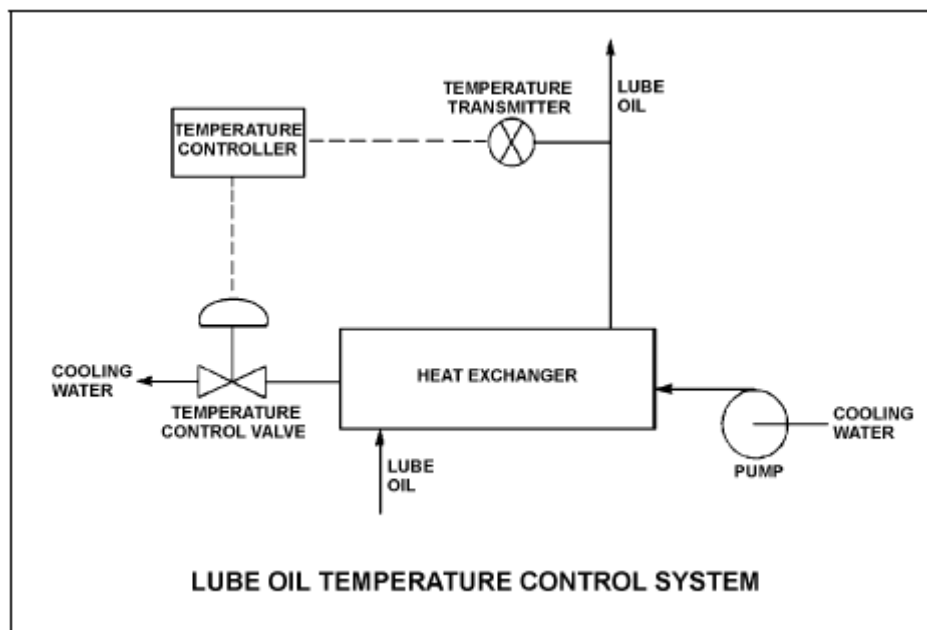 TEMPERATURE
TRANSMITTER
LUBE
OIL
TEMPERATURE
CONTROLLER
HEAT EXCHANGER
COOLING
WATER
TEMPERATURE
CONTROL VALVE
COOLING
WATER
PUMP
LUBE
OIL
LUBE OIL TEMPERATURE CONTROL SYSTEM